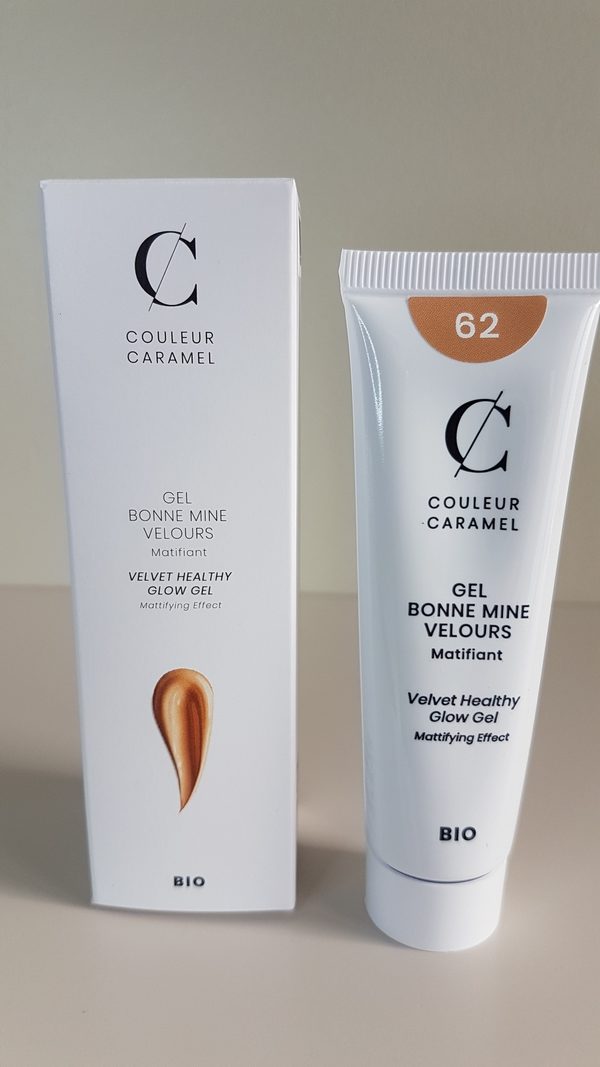 C
COULEUR
CARAMEL
GEL
BONNE MINE
VELOURS
Matifiant
VELVET HEALTHY
GLOW GEL
Mattifying Effect
BIO
62
C
COULEUR
CARAMEL
GEL
BONNE MINE
VELOURS
Matifiant
Velvet Healthy
Glow Gel
Mattifying Effect
BIO